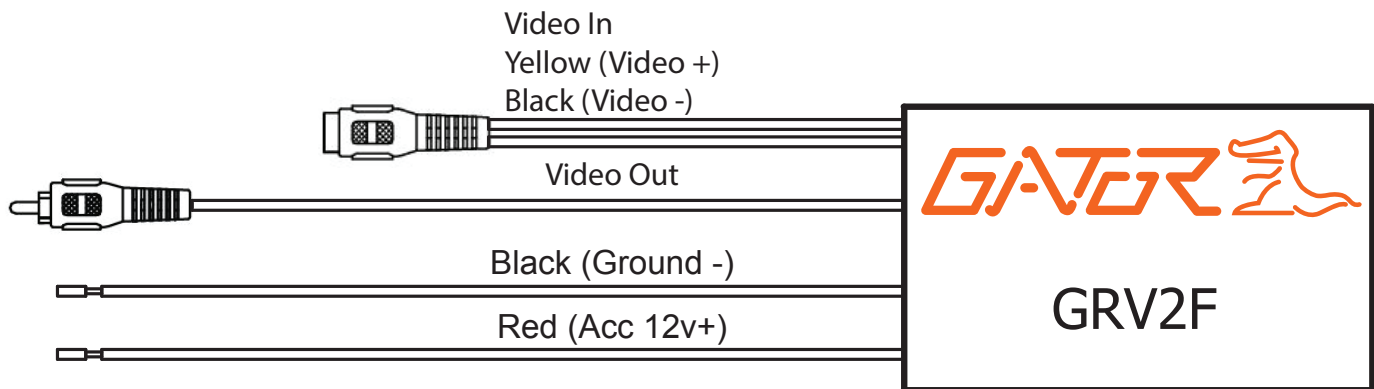 Video In
Yellow (Video +)
Black (Video -)
Video Out
Black (Ground -)
Red (Acc 12v+)
GATOR
GRV2F